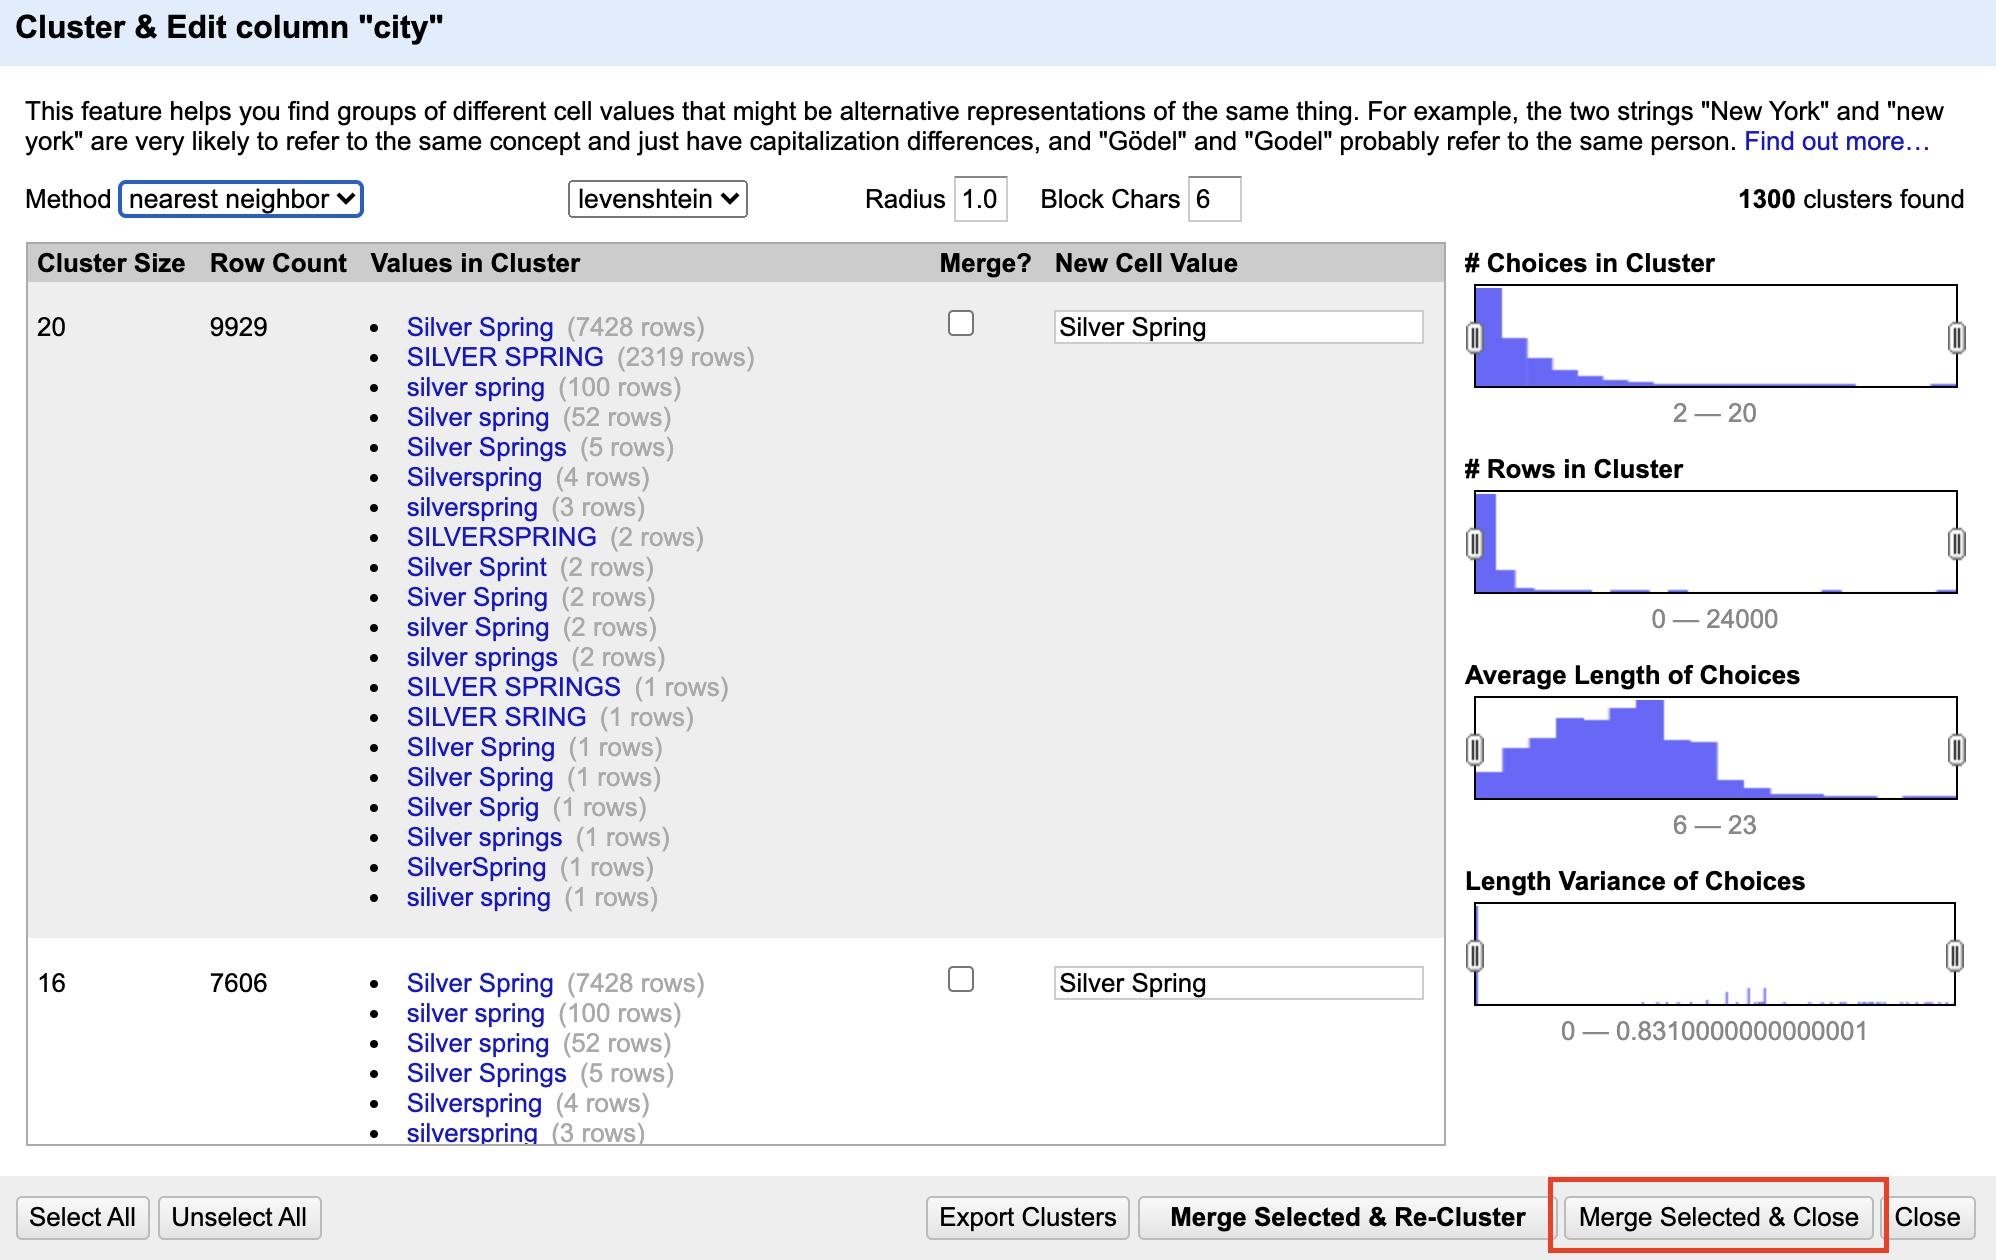 Cluster & Edit column "city"
This feature helps you find groups of different cell values that might be alternative representations of the same thing. For example, the two strings "New York" and "new
york" are very likely to refer to the same concept and just have capitalization differences, and "Gödel" and "Godel" probably refer to the same person. Find out more…
Method nearest neighbor levenshtein Radius 1.0 Block Chars 6 1300 clusters found
Cluster Size Row Count Values in Cluster Merge? New Cell Value
20 9929 • Silver Spring (7428 rows) Silver Spring
• SILVER SPRING (2319 rows)
• silver spring (100 rows)
• Silver spring (52 rows)
• Silver Springs (5 rows)
• Silverspring (4 rows)
• silverspring (3 rows)
• SILVERSPRING (2 rows)
• Silver Sprint (2 rows)
• Siver Spring (2 rows)
• silver Spring (2 rows)
• silver springs (2 rows)
• SILVER SPRINGS (1 rows)
• SILVER SRING (1 rows)
• SIlver Spring (1 rows)
• Silver Spring (1 rows)
• Silver Sprig (1 rows)
• Silver springs (1 rows)
• SilverSpring (1 rows)
• siliver spring (1 rows)
16 7606 • Silver Spring (7428 rows) Silver Spring
• silver spring (100 rows)
• Silver spring (52 rows)
• Silver Springs (5 rows)
• Silverspring (4 rows)
• silverspring (3 rows)
# Choices in Cluster
2 — 20
# Rows in Cluster
0 — 24000
Average Length of Choices
6 — 23
Length Variance of Choices
0 — 0.8310000000000001
Select All Unselect All Export Clusters Merge Selected & Re-Cluster Merge Selected & Close Close